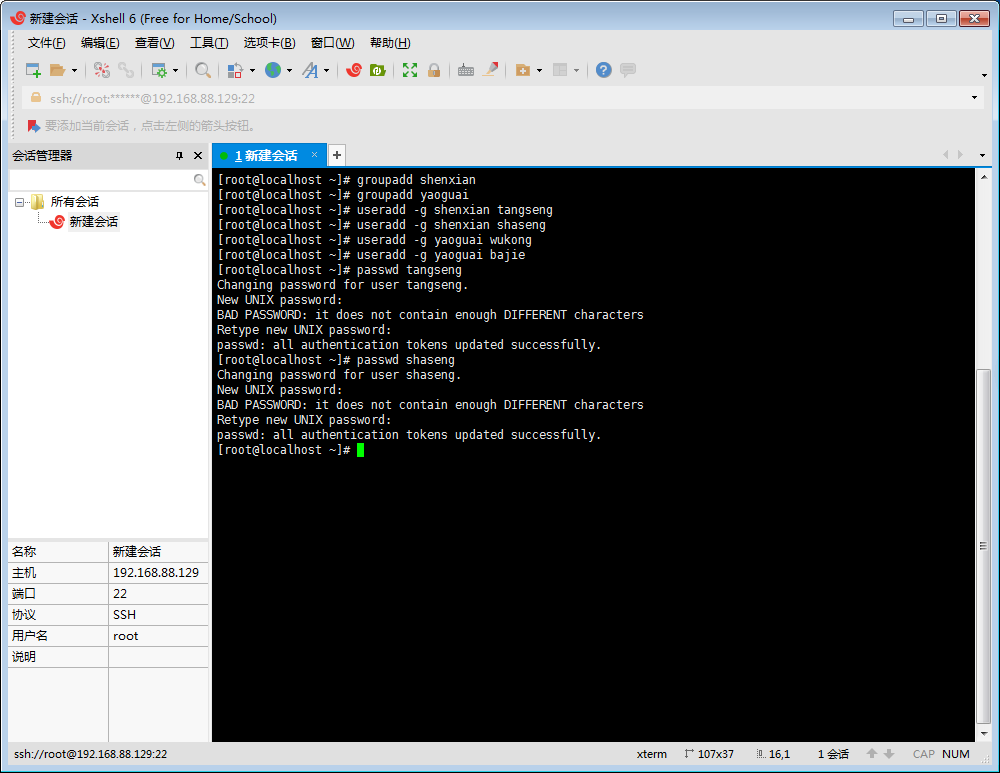 新建会话 - Xshell 6 (Free for Home/School)
文件(F) 编辑(E) 查看(V) 工具(T) 选项卡(B) 窗口(W) 帮助(H)
ssh://root:******@192.168.88.129:22
要添加当前会话，点击左侧的箭头按钮。
会话管理器
1 新建会话
所有会话
新建会话
[root@localhost ~]# groupadd shenxian
[root@localhost ~]# groupadd yaoguai
[root@localhost ~]# useradd -g shenxian tangseng
[root@localhost ~]# useradd -g shenxian shaseng
[root@localhost ~]# useradd -g yaoguai wukong
[root@localhost ~]# useradd -g yaoguai bajie
[root@localhost ~]# passwd tangseng
Changing password for user tangseng.
New UNIX password:
BAD PASSWORD: it does not contain enough DIFFERENT characters
Retype new UNIX password:
passwd: all authentication tokens updated successfully.
[root@localhost ~]# passwd shaseng
Changing password for user shaseng.
New UNIX password:
BAD PASSWORD: it does not contain enough DIFFERENT characters
Retype new UNIX password:
passwd: all authentication tokens updated successfully.
[root@localhost ~]#
名称 新建会话
主机 192.168.88.129
端口 22
协议 SSH
用户名 root
说明
ssh://root@192.168.88.129:22 xterm 107x37 16,1 1 会话 CAP NUM